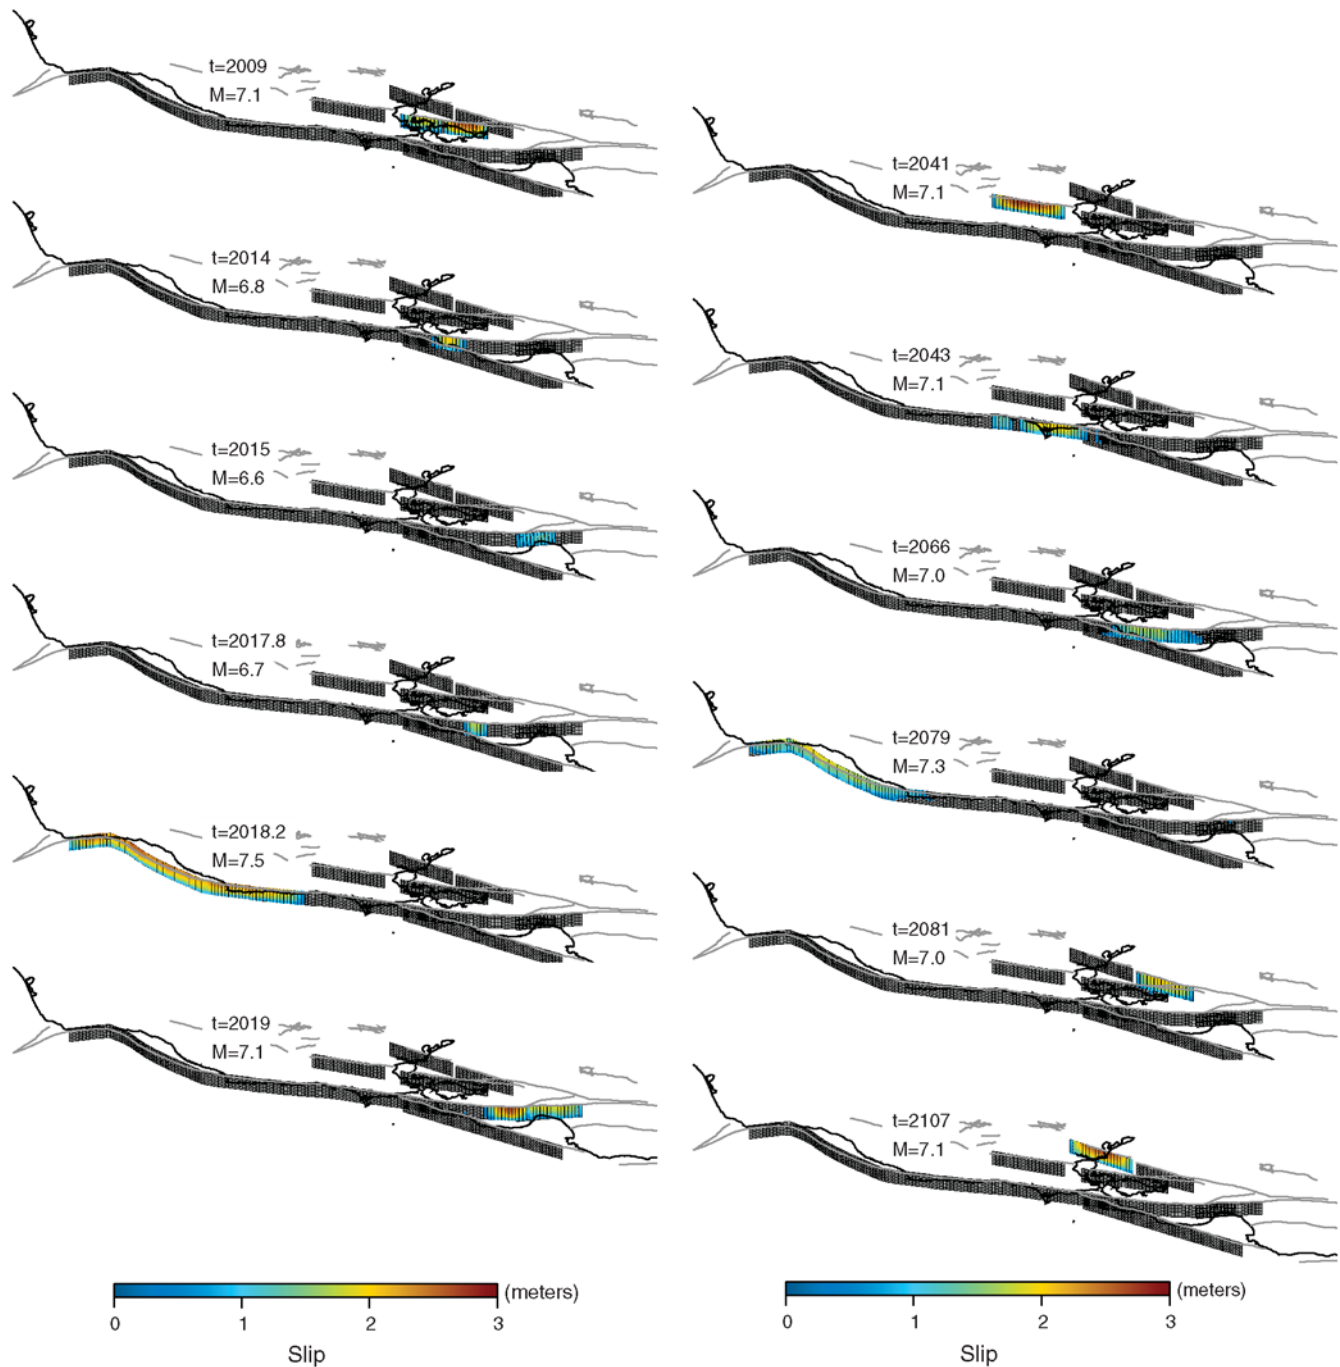 t=2009
M=7.1
t=2014
M=6.8
t=2015
M=6.6
t=2017.8
M=6.7
t=2018.2
M=7.5
t=2019
M=7.1
0 1 2 3 (meters)
Slip
t=2041
M=7.1
t=2043
M=7.1
t=2066
M=7.0
t=2079
M=7.3
t=2081
M=7.0
t=2107
M=7.1
0 1 2 3 (meters)
Slip